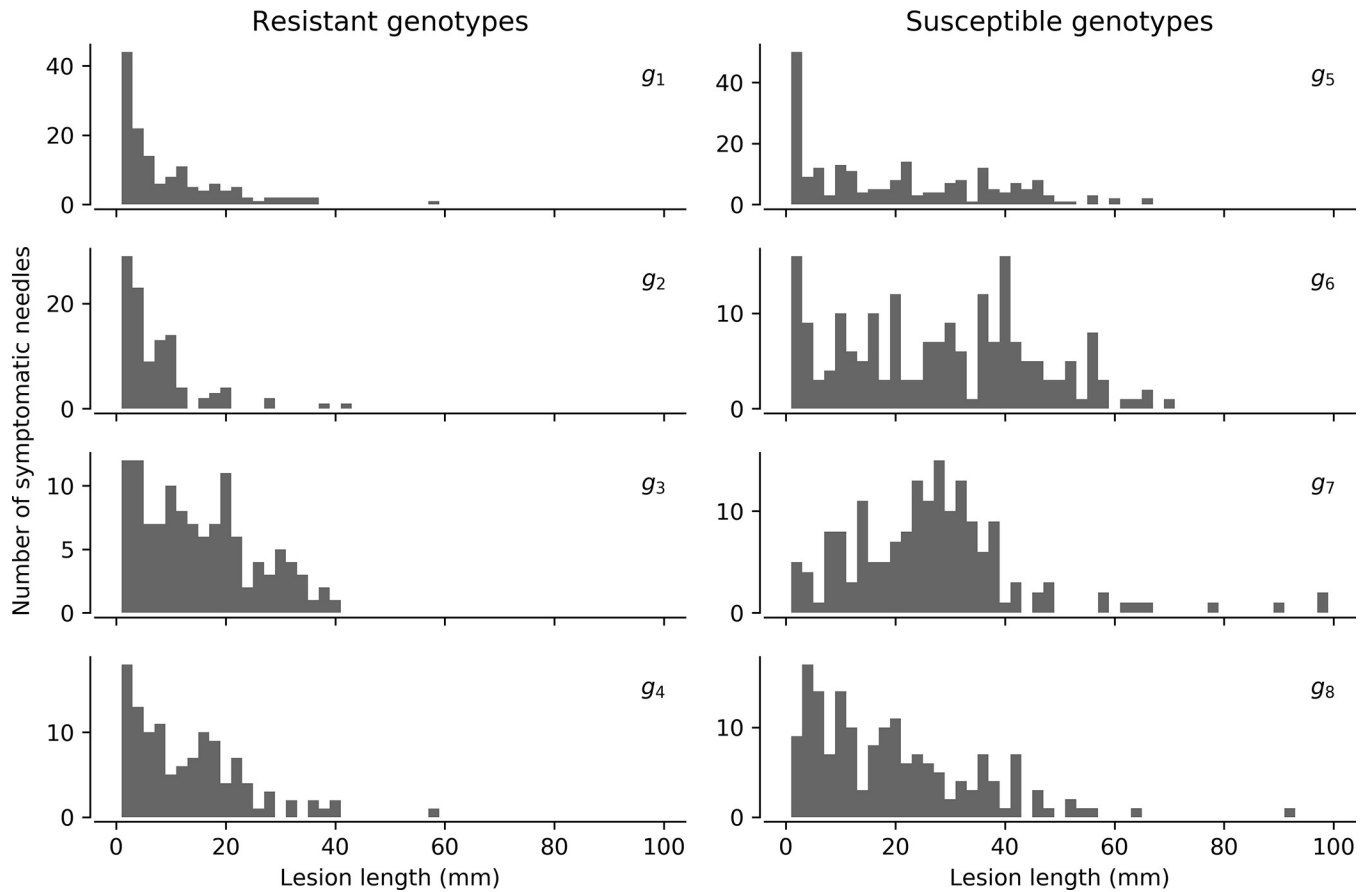 Resistant genotypes
Susceptible genotypes
Number of symptomatic needles
40
20
0
g1
40
20
0
g5
20
0
g2
10
0
g6
10
5
0
g3
10
0
g7
10
0
g4
10
0
g8
0 20 40 60 80 100
0 20 40 60 80 100
Lesion length (mm)
Lesion length (mm)